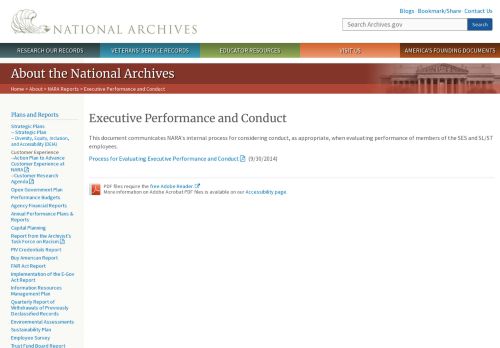 NATIONAL ARCHIVES
Blogs · Bookmark/Share · Contact Us
Search Archives.gov
Search
RESEARCH OUR RECORDS
VETERANS' SERVICE RECORDS
EDUCATOR RESOURCES
VISIT US
AMERICA'S FOUNDING DOCUMENTS
About the National Archives
Home > About > NARA Reports > Executive Performance and Conduct
Plans and Reports
Strategic Plans
– Strategic Plan
– Diversity, Equity, Inclusion,
and Accessibility (DEIA)
Customer Experience
–Action Plan to Advance
Customer Experience at
NARA
–Customer Research
Agenda
Open Government Plan
Performance Budgets
Agency Financial Reports
Annual Performance Plans &
Reports
Capital Planning
Report from the Archivist's
Task Force on Racism
PIV Credentials Report
Buy American Report
FAIR Act Report
Implementation of the E-Gov
Act Report
Information Resources
Management Plan
Quarterly Report of
Withdrawals of Previously
Declassified Records
Environmental Assessments
Sustainability Plan
Employee Survey
Trust Fund Board Report
Executive Performance and Conduct
This document communicates NARA's internal process for considering conduct, as appropriate, when evaluating performance of members of the SES and SL/ST
employees.
Process for Evaluating Executive Performance and Conduct (9/30/2014)
PDF files require the free Adobe Reader.
More information on Adobe Acrobat PDF files is available on our Accessibility page.